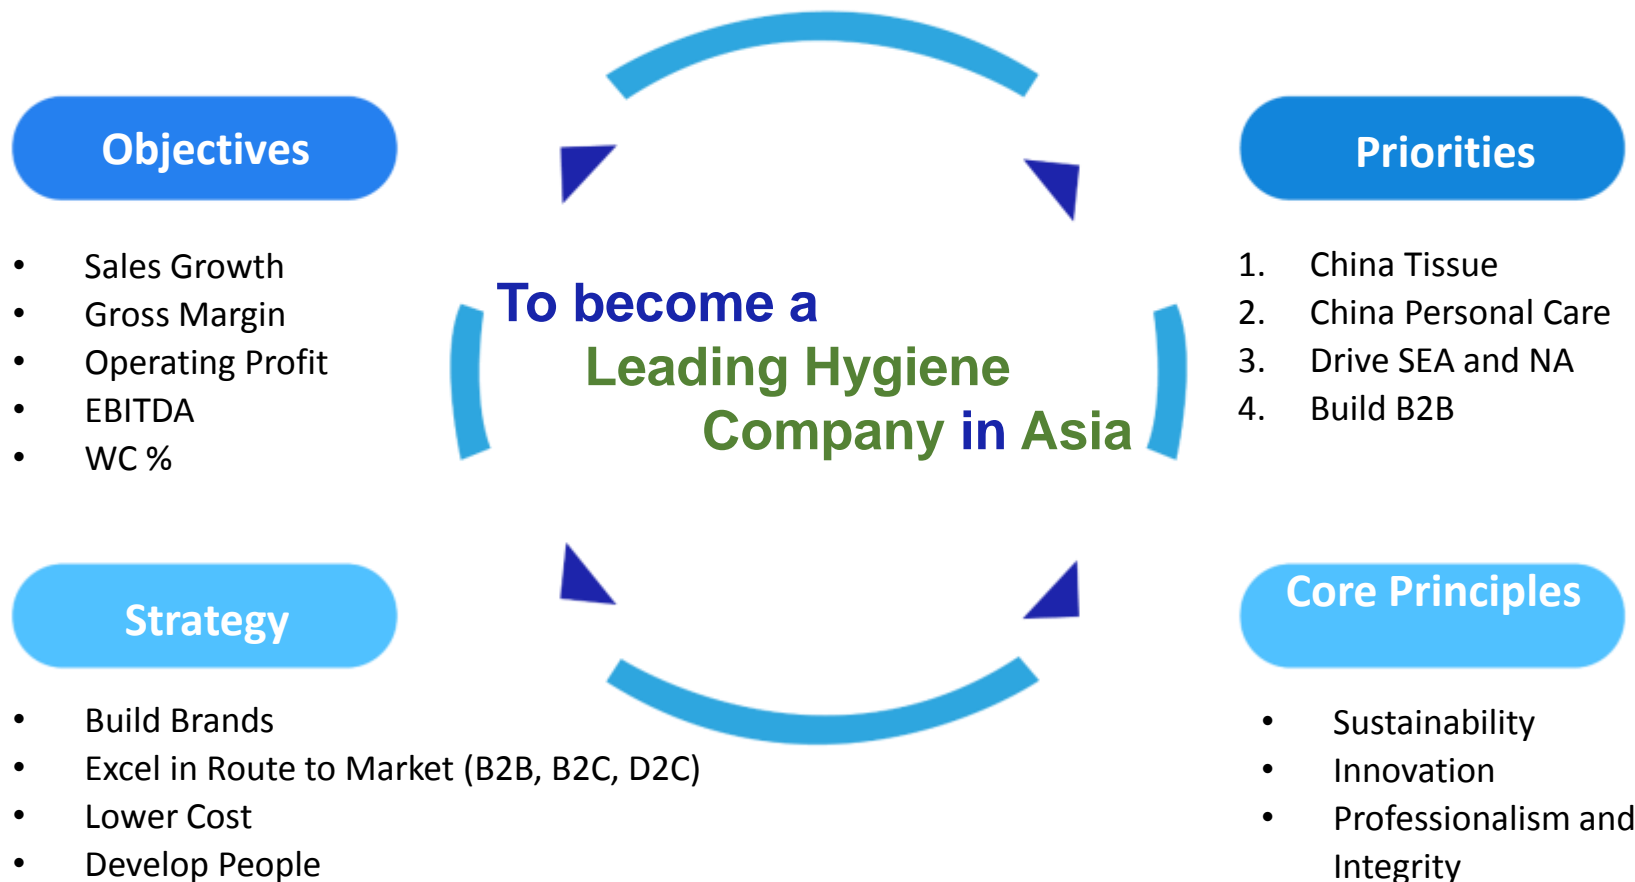 Objectives
• Sales Growth
• Gross Margin
• Operating Profit
• EBITDA
• WC %
Priorities
1. China Tissue
2. China Personal Care
3. Drive SEA and NA
4. Build B2B
To become a
Leading Hygiene
Company in Asia
Strategy
• Build Brands
• Excel in Route to Market (B2B, B2C, D2C)
• Lower Cost
• Develop People
Core Principles
• Sustainability
• Innovation
• Professionalism and
Integrity